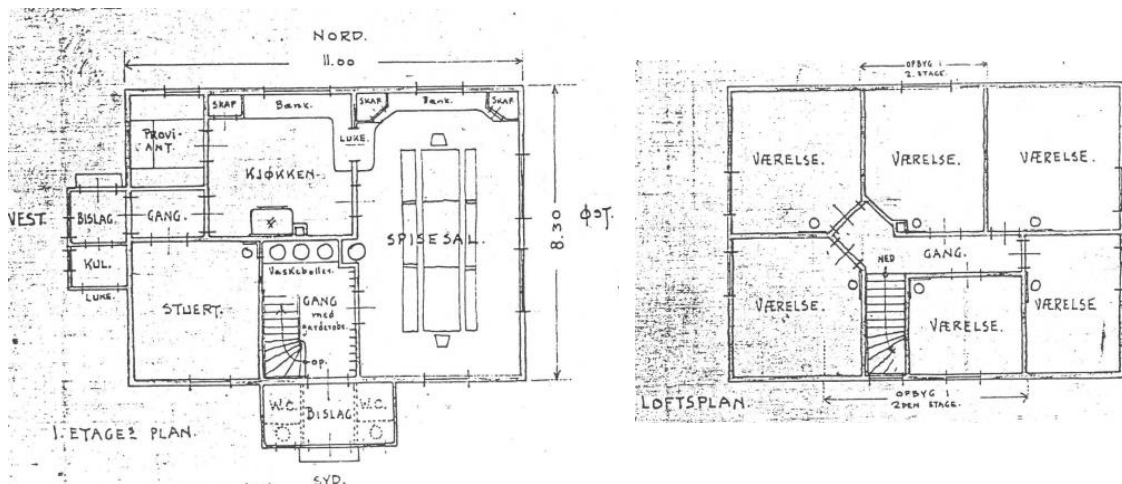 NORD.
11.00
SKAP
Bænk.
SKAP
Bænk.
SKAP
PROVI-
ANT.
LUKE.
KJØKKEN.
VEST
BISLAG.
GANG.
SPISESAL.
8.30
ØST.
KUL.
LUKE.
Vaskeboller.
STUERT.
GANG
med
garderobe.
OP.
W.C.
BISLAG
W.C.
1. ETAGES PLAN.
SYD.
OPBYG I
2. ETAGE.
VÆRELSE.
VÆRELSE.
VÆRELSE.
GANG.
NED
VÆRELSE.
VÆRELSE.
VÆRELSE
LOFTSPLAN.
OPBYG I
2DEN ETAGE.